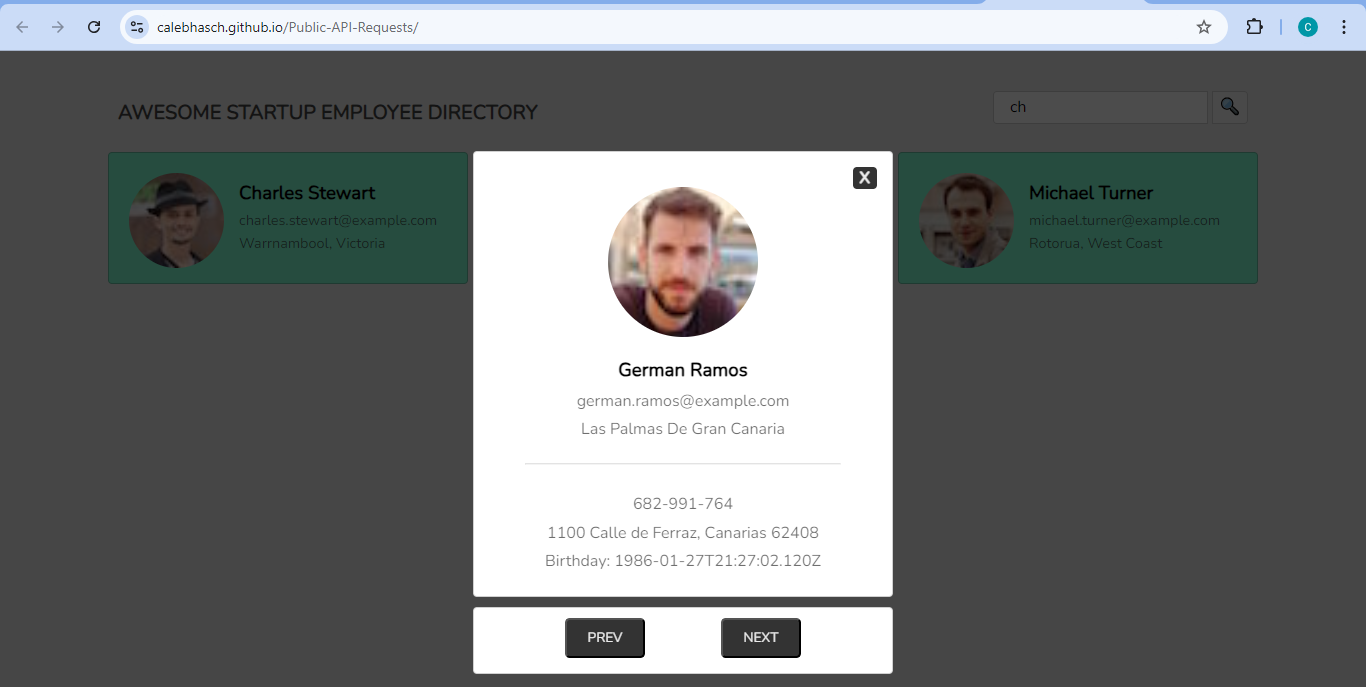 calebhasch.github.io/Public-API-Requests/
C
AWESOME STARTUP EMPLOYEE DIRECTORY
ch
Charles Stewart
charles.stewart@example.com
Warrnambool, Victoria
X
German Ramos
german.ramos@example.com
Las Palmas De Gran Canaria
682-991-764
1100 Calle de Ferraz, Canarias 62408
Birthday: 1986-01-27T21:27:02.120Z
PREV
NEXT
Michael Turner
michael.turner@example.com
Rotorua, West Coast